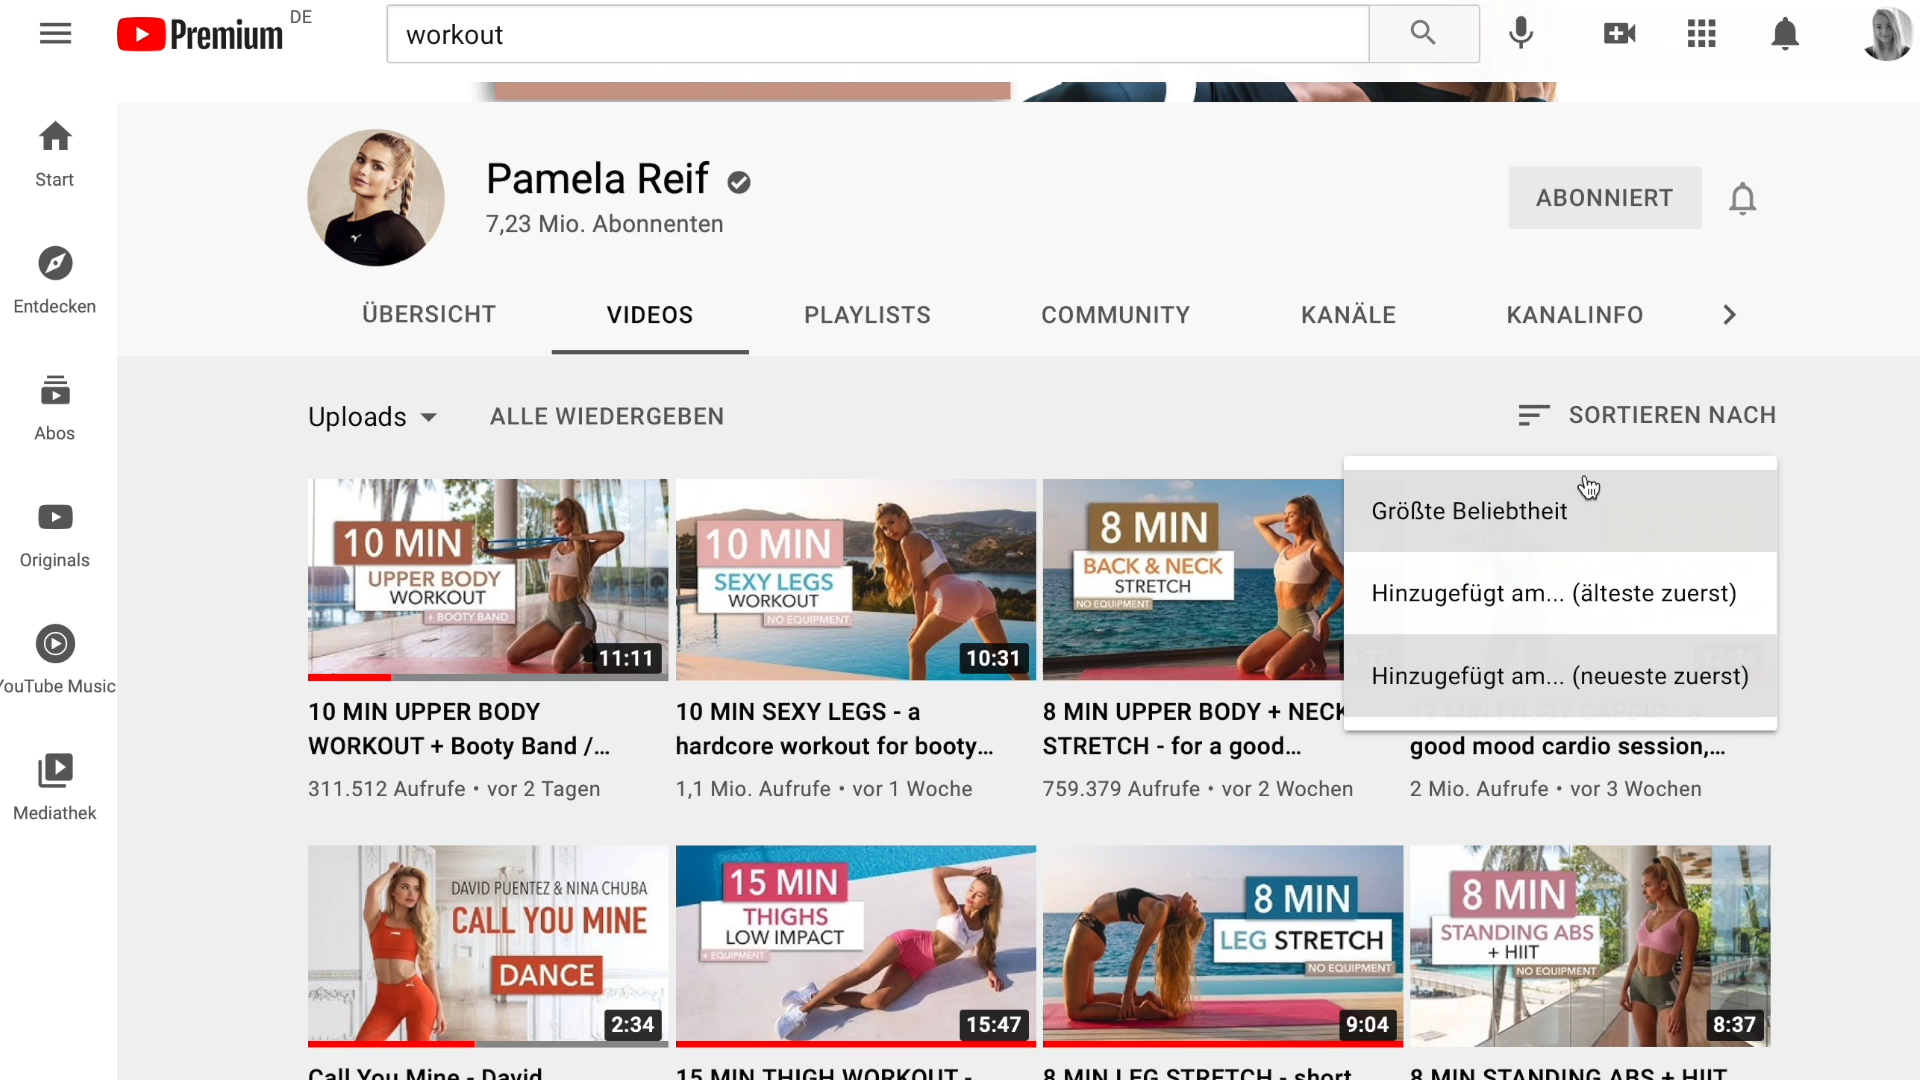 Premium DE
workout
Start
Entdecken
Abos
Originals
YouTube Music
Mediathek
Pamela Reif
7,23 Mio. Abonnenten
ABONNIERT
ÜBERSICHT VIDEOS PLAYLISTS COMMUNITY KANÄLE KANALINFO
Uploads ALLE WIEDERGEBEN SORTIEREN NACH
Größte Beliebtheit
Hinzugefügt am... (älteste zuerst)
Hinzugefügt am... (neueste zuerst)
10 MIN
UPPER BODY
WORKOUT
+ BOOTY BAND
11:11
10 MIN UPPER BODY
WORKOUT + Booty Band /...
311.512 Aufrufe • vor 2 Tagen
10 MIN
SEXY LEGS
WORKOUT
NO EQUIPMENT
10:31
10 MIN SEXY LEGS - a
hardcore workout for booty...
1,1 Mio. Aufrufe • vor 1 Woche
8 MIN
BACK & NECK
STRETCH
NO EQUIPMENT
8 MIN UPPER BODY + NECK
STRETCH - for a good...
759.379 Aufrufe • vor 2 Wochen
12 MIN ENJOY CARDIO - a
good mood cardio session,...
2 Mio. Aufrufe • vor 3 Wochen
DAVID PUENTEZ & NINA CHUBA
CALL YOU MINE
DANCE
2:34
Call You Mine - David
15 MIN
THIGHS
LOW IMPACT
+ EQUIPMENT
15:47
15 MIN THIGH WORKOUT -
8 MIN
LEG STRETCH
NO EQUIPMENT
9:04
8 MIN LEG STRETCH - short
8 MIN
STANDING ABS
+ HIIT
NO EQUIPMENT
8:37
8 MIN STANDING ABS + HIIT